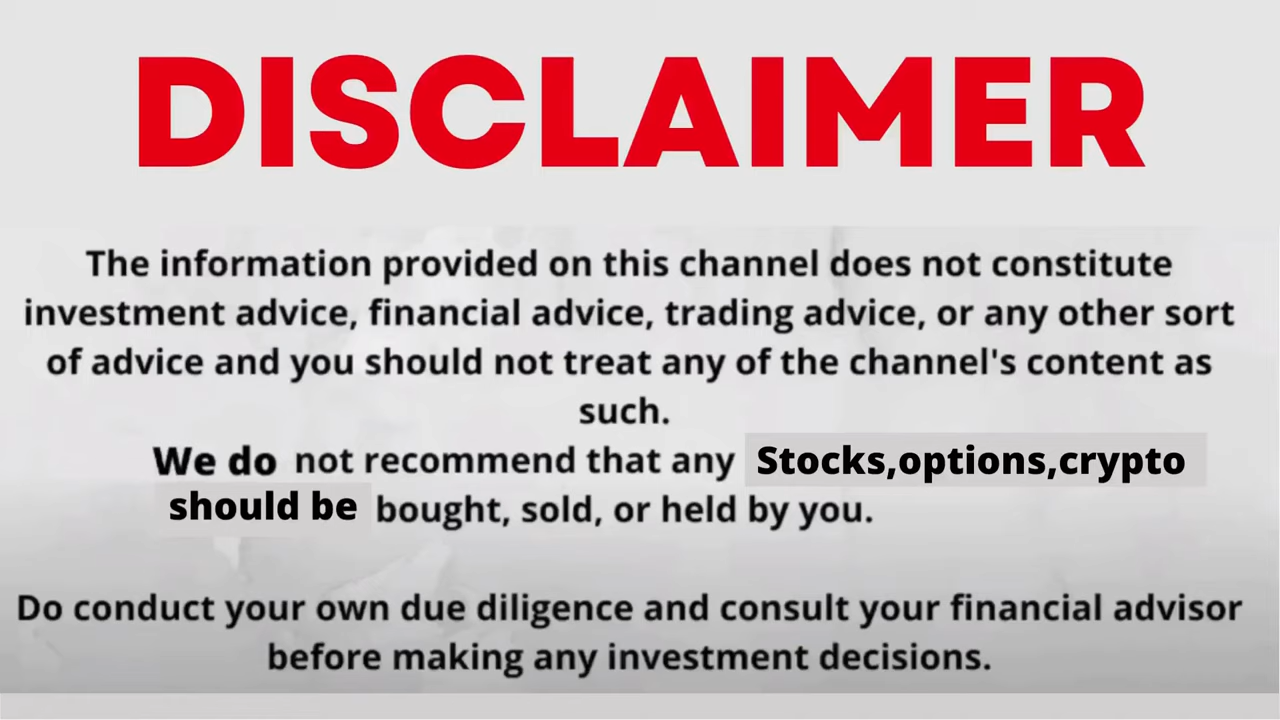 DISCLAIMER
The information provided on this channel does not constitute
investment advice, financial advice, trading advice, or any other sort
of advice and you should not treat any of the channel's content as
such.
We do not recommend that any Stocks,options,crypto
should be bought, sold, or held by you.
Do conduct your own due diligence and consult your financial advisor
before making any investment decisions.